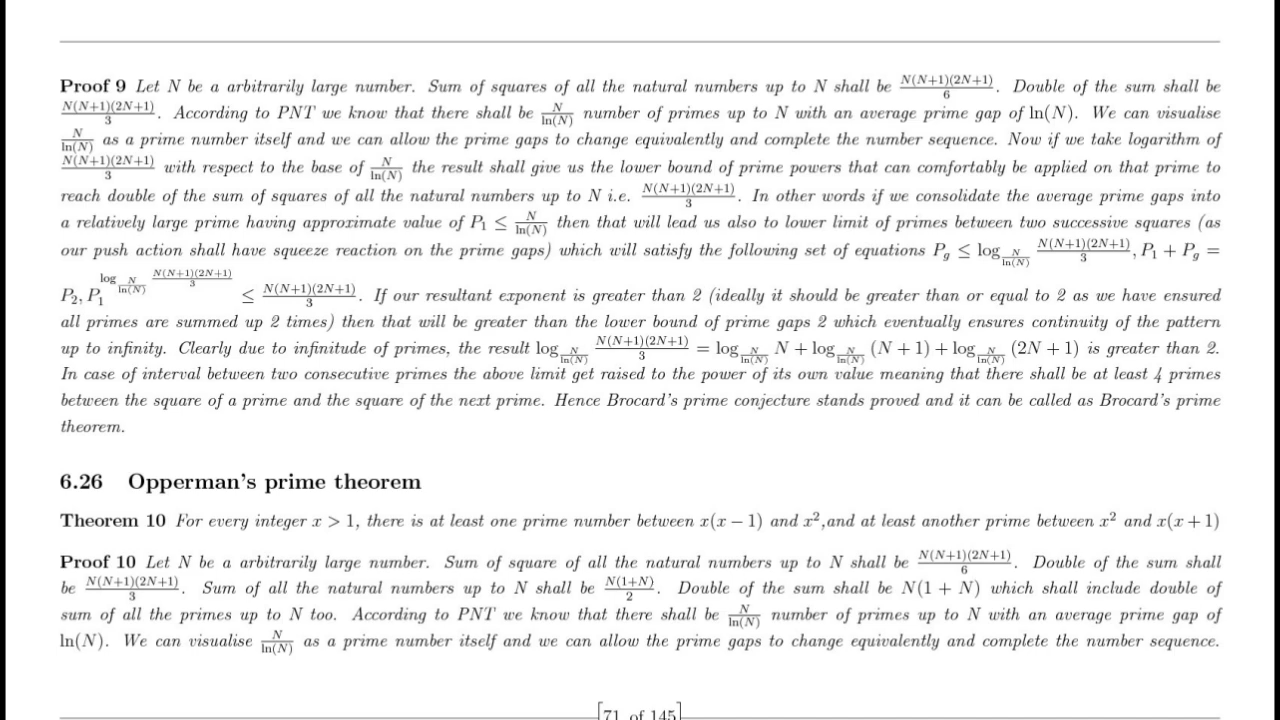 Proof 9 Let N be a arbitrarily large number. Sum of squares of all the natural numbers up to N shall be N(N+1)(2N+1)/6. Double of the sum shall be
N(N+1)(2N+1)/3. According to PNT we know that there shall be N/ln(N) number of primes up to N with an average prime gap of ln(N). We can visualise
N/ln(N) as a prime number itself and we can allow the prime gaps to change equivalently and complete the number sequence. Now if we take logarithm of
N(N+1)(2N+1)/3 with respect to the base of N/ln(N) the result shall give us the lower bound of prime powers that can comfortably be applied on that prime to
reach double of the sum of squares of all the natural numbers up to N i.e. N(N+1)(2N+1)/3. In other words if we consolidate the average prime gaps into
a relatively large prime having approximate value of P₁ ≤ N/ln(N) then that will lead us also to lower limit of primes between two successive squares (as
our push action shall have squeeze reaction on the prime gaps) which will satisfy the following set of equations P_g ≤ log_{N/ln(N)} N(N+1)(2N+1)/3, P₁ + P_g =
P₂, P₁^{log_{N/ln(N)} N(N+1)(2N+1)/3} ≤ N(N+1)(2N+1)/3. If our resultant exponent is greater than 2 (ideally it should be greater than or equal to 2 as we have ensured
all primes are summed up 2 times) then that will be greater than the lower bound of prime gaps 2 which eventually ensures continuity of the pattern
up to infinity. Clearly due to infinitude of primes, the result log_{N/ln(N)} N(N+1)(2N+1)/3 = log_{N/ln(N)} N + log_{N/ln(N)} (N + 1) + log_{N/ln(N)} (2N + 1) is greater than 2.
In case of interval between two consecutive primes the above limit get raised to the power of its own value meaning that there shall be at least 4 primes
between the square of a prime and the square of the next prime. Hence Brocard's prime conjecture stands proved and it can be called as Brocard's prime
theorem.
6.26 Opperman's prime theorem
Theorem 10 For every integer x > 1, there is at least one prime number between x(x − 1) and x²,and at least another prime between x² and x(x + 1)
Proof 10 Let N be a arbitrarily large number. Sum of square of all the natural numbers up to N shall be N(N+1)(2N+1)/6. Double of the sum shall
be N(N+1)(2N+1)/3. Sum of all the natural numbers up to N shall be N(1+N)/2. Double of the sum shall be N(1 + N) which shall include double of
sum of all the primes up to N too. According to PNT we know that there shall be N/ln(N) number of primes up to N with an average prime gap of
ln(N). We can visualise N/ln(N) as a prime number itself and we can allow the prime gaps to change equivalently and complete the number sequence.
71 of 145